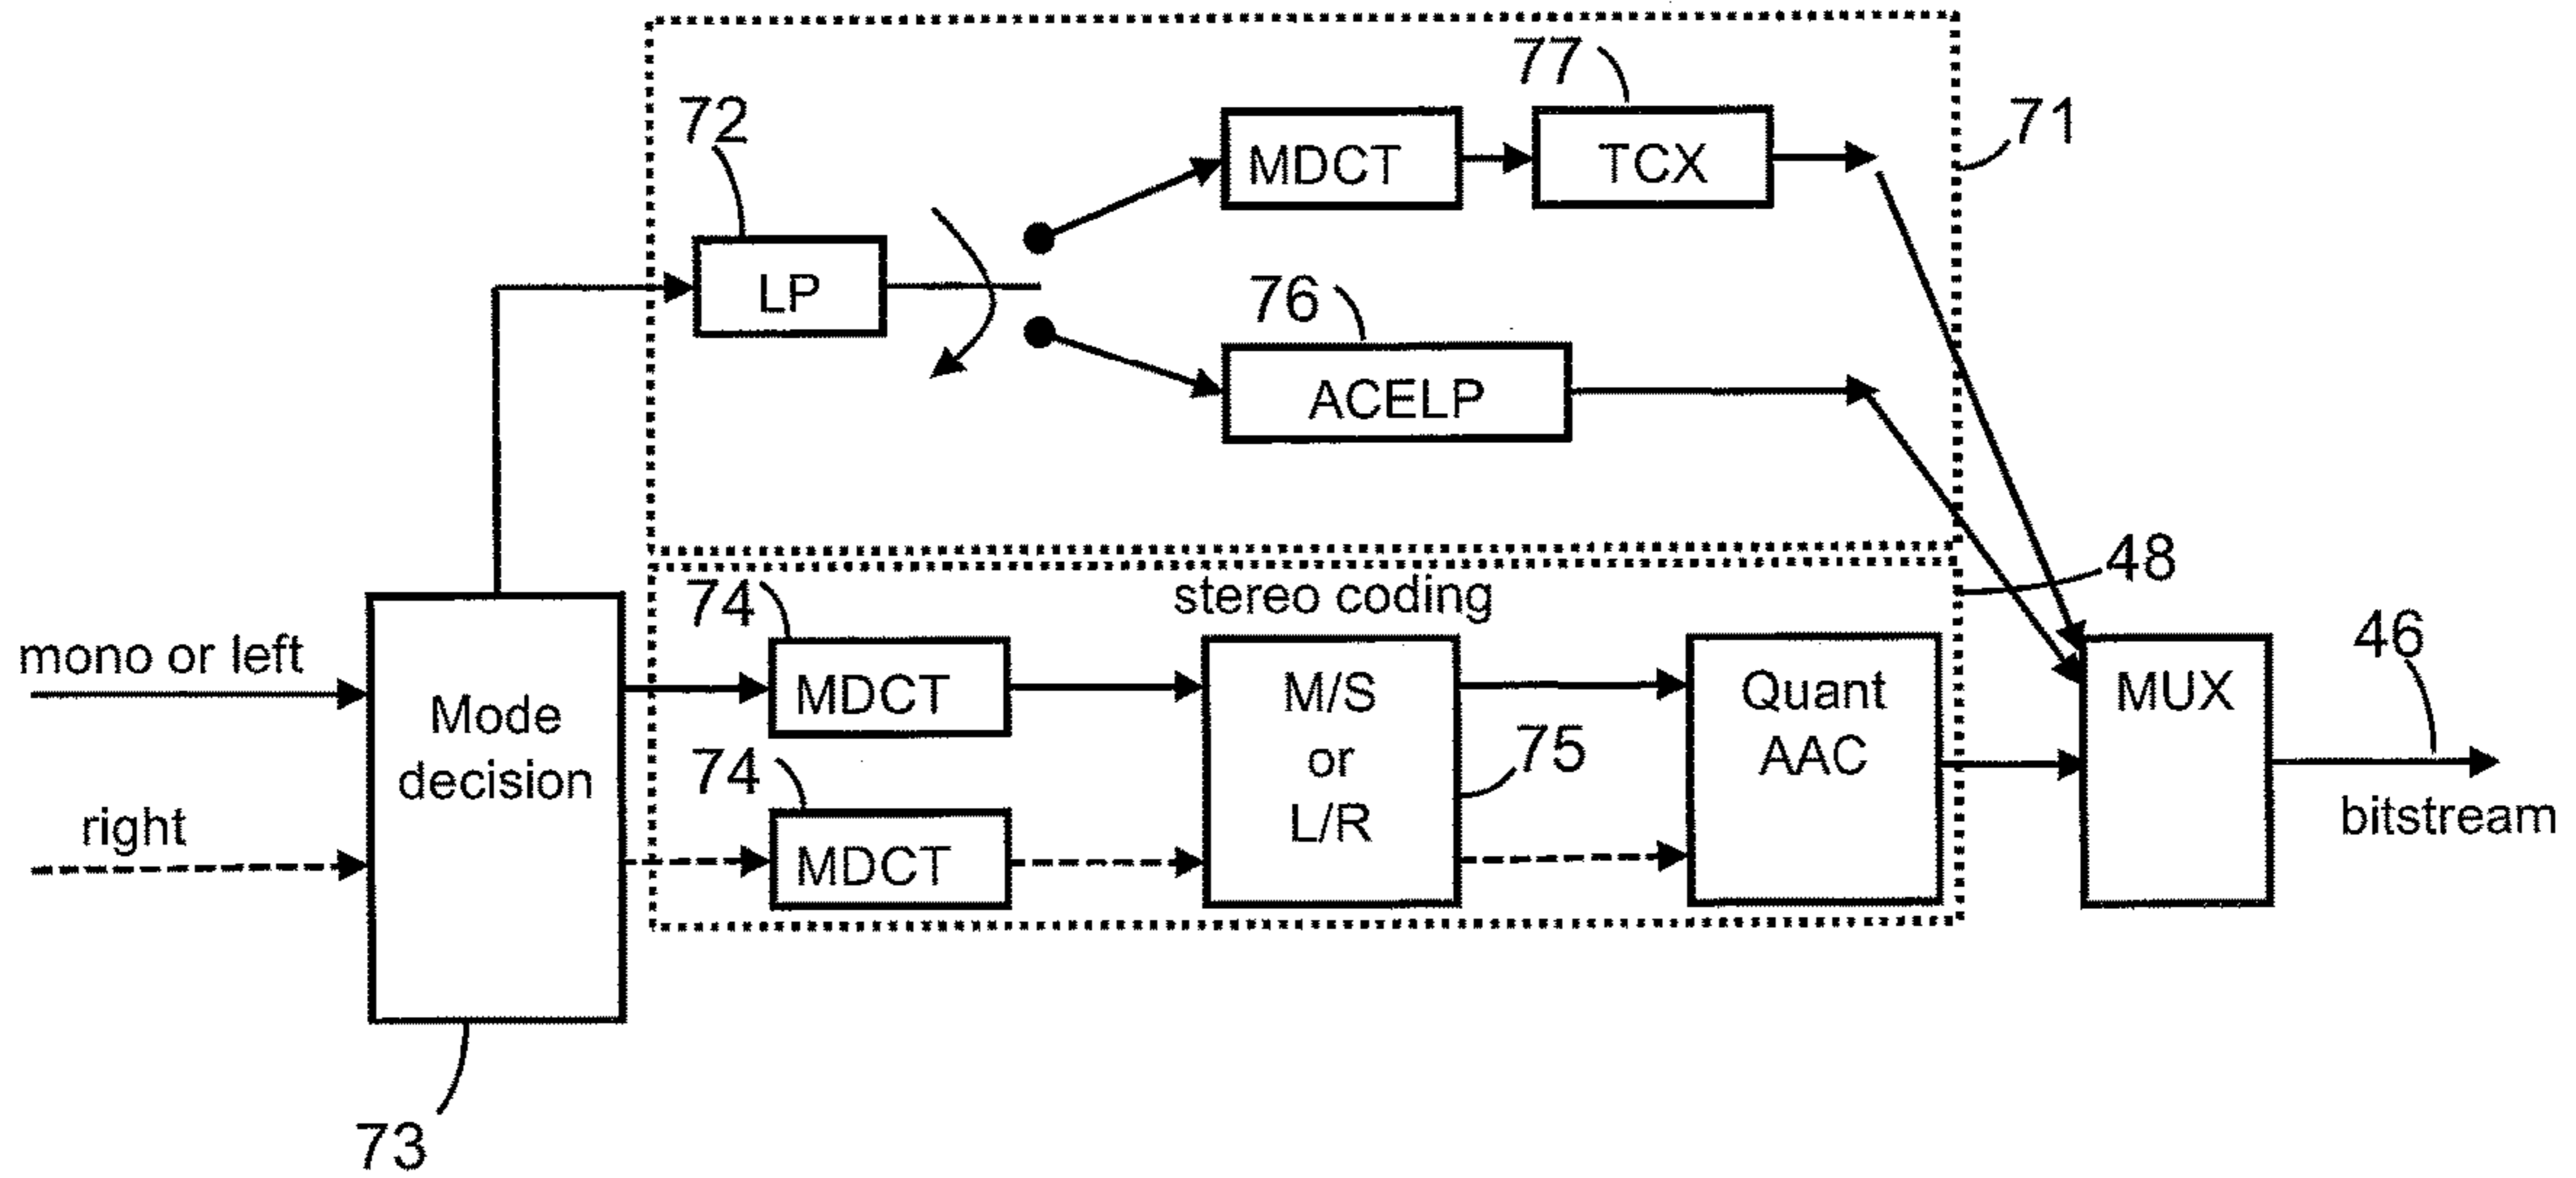 77
72
71
MDCT
TCX
LP
76
ACELP
48
stereo coding
74
46
mono or left
MDCT
M/S
or
L/R
Quant
AAC
MUX
Mode
decision
75
74
right
MDCT
bitstream
73